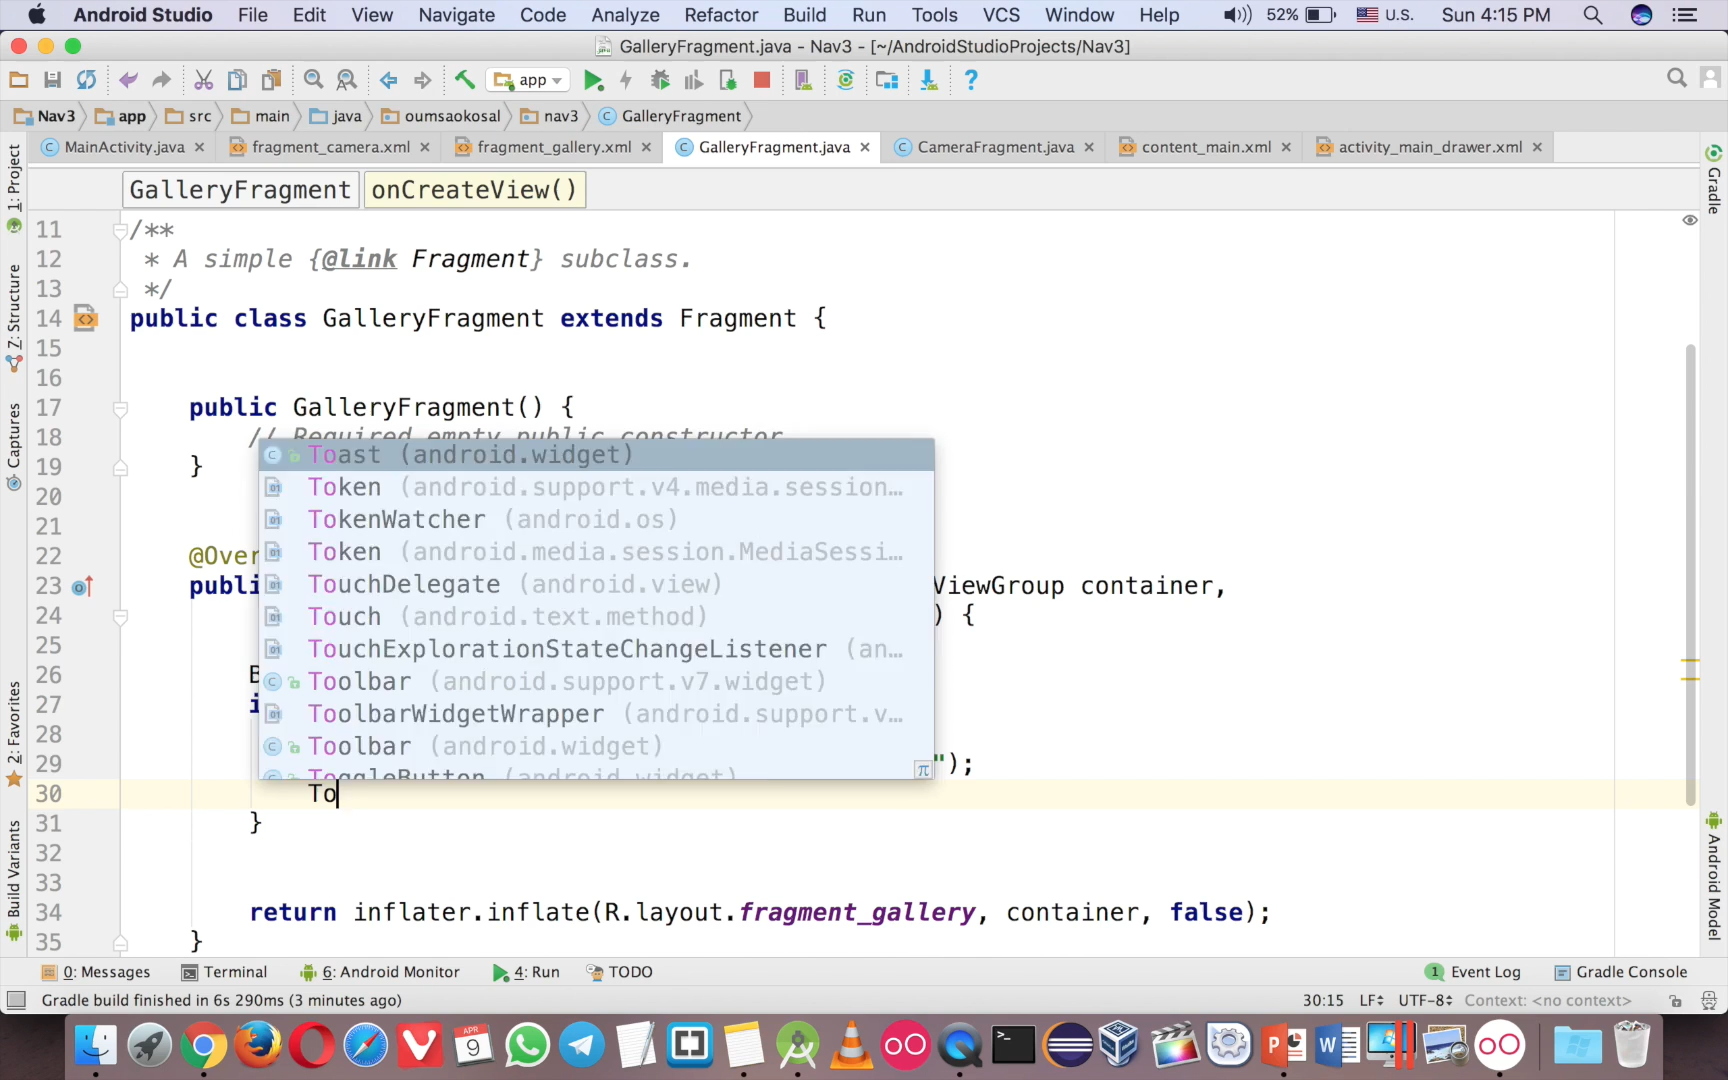 Android Studio File Edit View Navigate Code Analyze Refactor Build Run Tools VCS Window Help 52% U.S. Sun 4:15 PM
GalleryFragment.java - Nav3 - [~/AndroidStudioProjects/Nav3]
app
Nav3 app src main java oumsaokosal nav3 GalleryFragment
MainActivity.java fragment_camera.xml fragment_gallery.xml GalleryFragment.java CameraFragment.java content_main.xml activity_main_drawer.xml
GalleryFragment onCreateView()
1: Project
Z: Structure
Captures
2: Favorites
Build Variants
Gradle
Android Model
11 /**
12 * A simple {@link Fragment} subclass.
13 */
14 public class GalleryFragment extends Fragment {
15
16
17 public GalleryFragment() {
18 // Required empty public constructor
19 }
20
21
22 @Over
23 publi ViewGroup container,
24 ) {
25
26 B
27 i
28
29 ");
30 To
31 }
32
33
34 return inflater.inflate(R.layout.fragment_gallery, container, false);
35 }
Toast (android.widget)
Token (android.support.v4.media.session…
TokenWatcher (android.os)
Token (android.media.session.MediaSessi…
TouchDelegate (android.view)
Touch (android.text.method)
TouchExplorationStateChangeListener (an…
Toolbar (android.support.v7.widget)
ToolbarWidgetWrapper (android.support.v…
Toolbar (android.widget)
ToggleButton (android.widget)
π
0: Messages Terminal 6: Android Monitor 4: Run TODO 1 Event Log Gradle Console
Gradle build finished in 6s 290ms (3 minutes ago) 30:15 LF UTF-8 Context: <no context>
APR
9
P
W